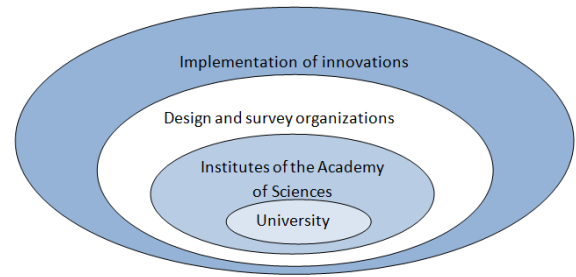 Implementation of innovations
Design and survey organizations
Institutes of the Academy
of Sciences
University